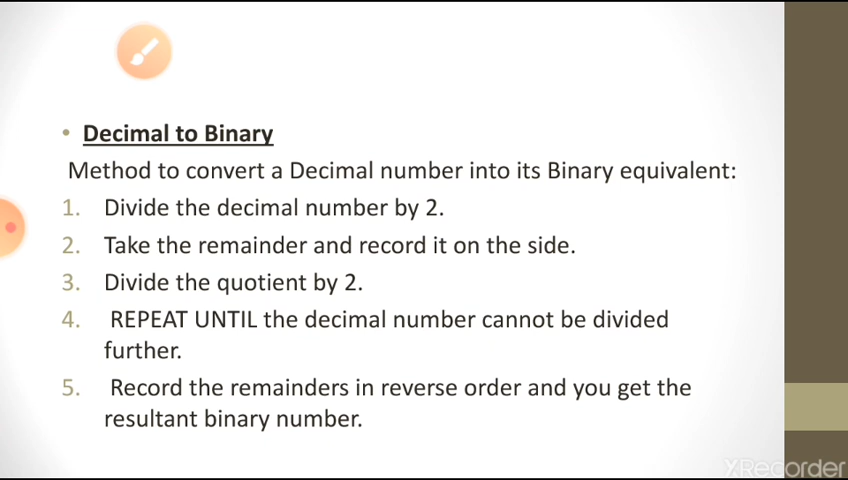 • Decimal to Binary
Method to convert a Decimal number into its Binary equivalent:
1. Divide the decimal number by 2.
2. Take the remainder and record it on the side.
3. Divide the quotient by 2.
4. REPEAT UNTIL the decimal number cannot be divided
further.
5. Record the remainders in reverse order and you get the
resultant binary number.
XRecorder